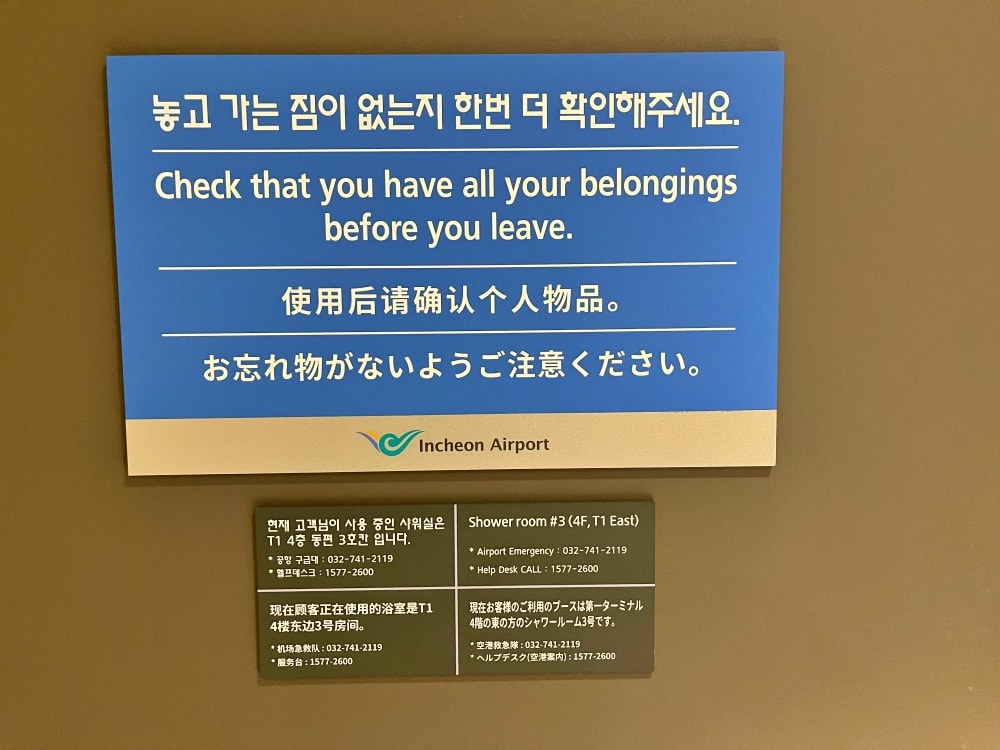 놓고 가는 짐이 없는지 한번 더 확인해주세요.
Check that you have all your belongings
before you leave.
使用后请确认个人物品。
お忘れ物がないようご注意ください。
Incheon Airport
현재 고객님이 사용 중인 샤워실은
T1 4층 동편 3호칸 입니다.
* 공항 구급대 : 032-741-2119
* 헬프데스크 : 1577-2600
Shower room #3 (4F, T1 East)
* Airport Emergency : 032-741-2119
* Help Desk CALL : 1577-2600
现在顾客正在使用的浴室是T1
4楼东边3号房间。
* 机场急救队 : 032-741-2119
* 服务台 : 1577-2600
現在お客様のご利用のブースは第一ターミナル
4階の東の方のシャワールーム3号です。
* 空港救急隊 : 032-741-2119
* ヘルプデスク(空港案内) : 1577-2600